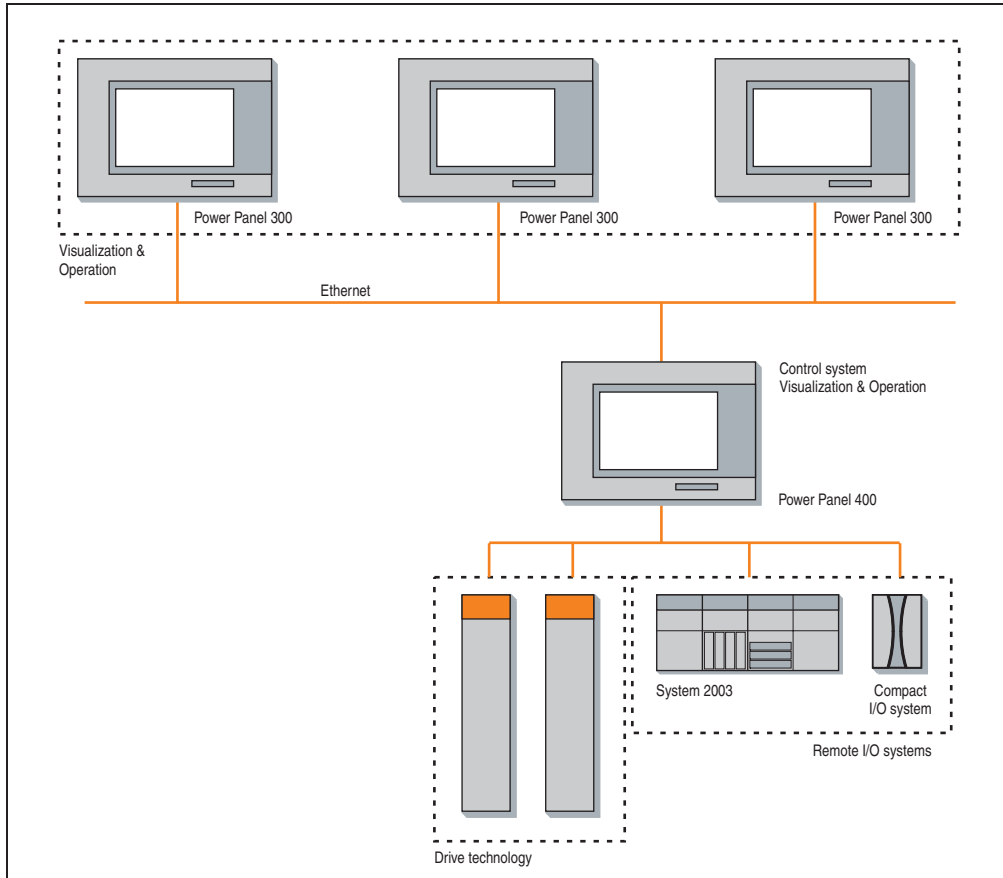 Power Panel 300
Power Panel 300
Power Panel 300
Visualization &
Operation
Ethernet
Control system
Visualization & Operation
Power Panel 400
System 2003
Compact
I/O system
Remote I/O systems
Drive technology